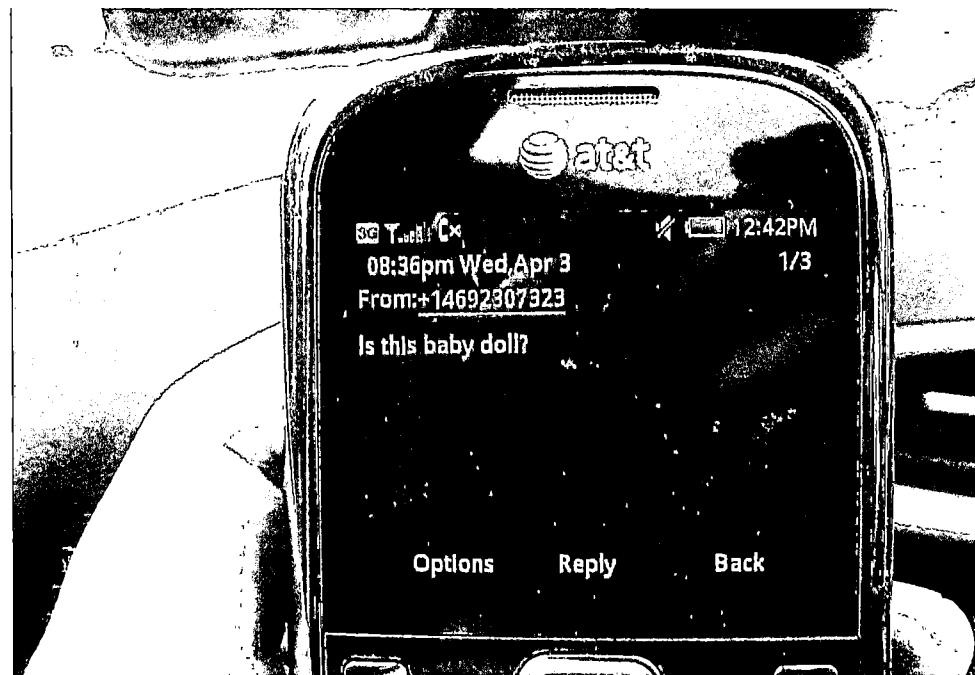 at&t
3G 12:42PM
08:36pm Wed,Apr 3 1/3
From:+14692307323
Is this baby doll?
Options Reply Back